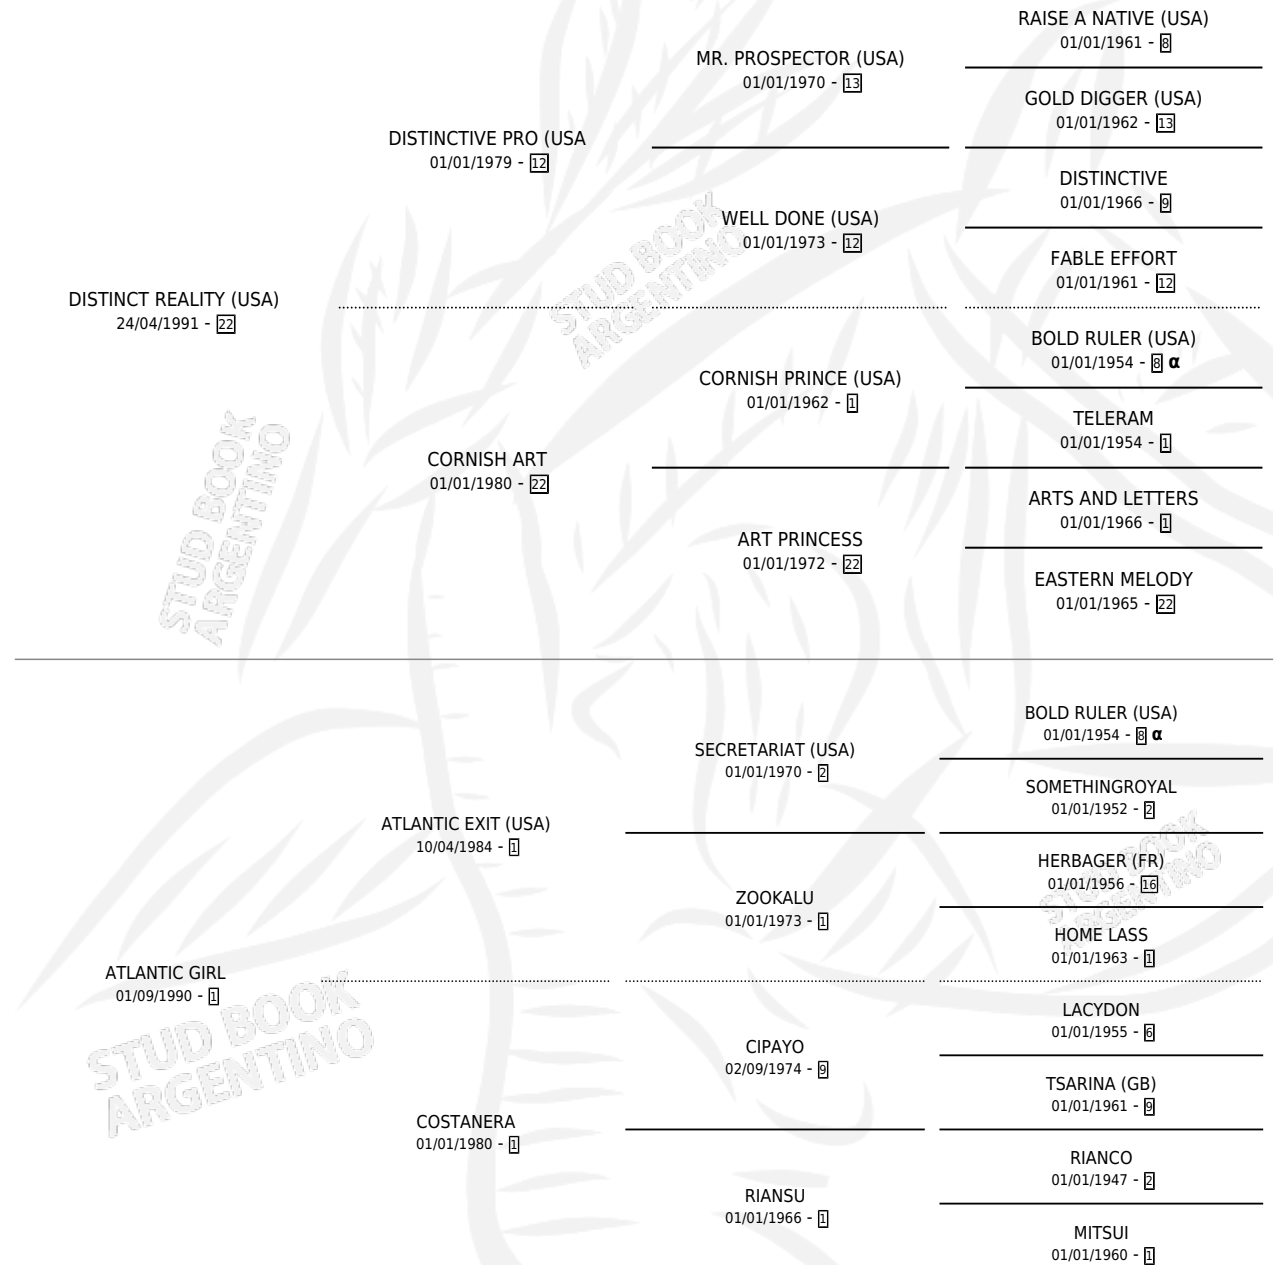 RAISE A NATIVE (USA)
01/01/1961 - 8
MR. PROSPECTOR (USA)
01/01/1970 - 13
GOLD DIGGER (USA)
01/01/1962 - 13
DISTINCTIVE PRO (USA
01/01/1979 - 12
DISTINCTIVE
01/01/1966 - 9
WELL DONE (USA)
01/01/1973 - 12
FABLE EFFORT
01/01/1961 - 12
DISTINCT REALITY (USA)
24/04/1991 - 22
BOLD RULER (USA)
01/01/1954 - 8 α
CORNISH PRINCE (USA)
01/01/1962 - 1
TELERAM
01/01/1954 - 1
CORNISH ART
01/01/1980 - 22
ARTS AND LETTERS
01/01/1966 - 1
ART PRINCESS
01/01/1972 - 22
EASTERN MELODY
01/01/1965 - 22
BOLD RULER (USA)
01/01/1954 - 8 α
SECRETARIAT (USA)
01/01/1970 - 2
SOMETHINGROYAL
01/01/1952 - 2
ATLANTIC EXIT (USA)
10/04/1984 - 1
HERBAGER (FR)
01/01/1956 - 16
ZOOKALU
01/01/1973 - 1
HOME LASS
01/01/1963 - 1
ATLANTIC GIRL
01/09/1990 - 1
LACYDON
01/01/1955 - 6
CIPAYO
02/09/1974 - 9
TSARINA (GB)
01/01/1961 - 9
COSTANERA
01/01/1980 - 1
RIANCO
01/01/1947 - 2
RIANSU
01/01/1966 - 1
MITSUI
01/01/1960 - 1
STUD BOOK
ARGENTINO
STUD BOOK
ARGENTINO
STUD BOOK
ARGENTINO
STUD BOOK
ARGENTINO